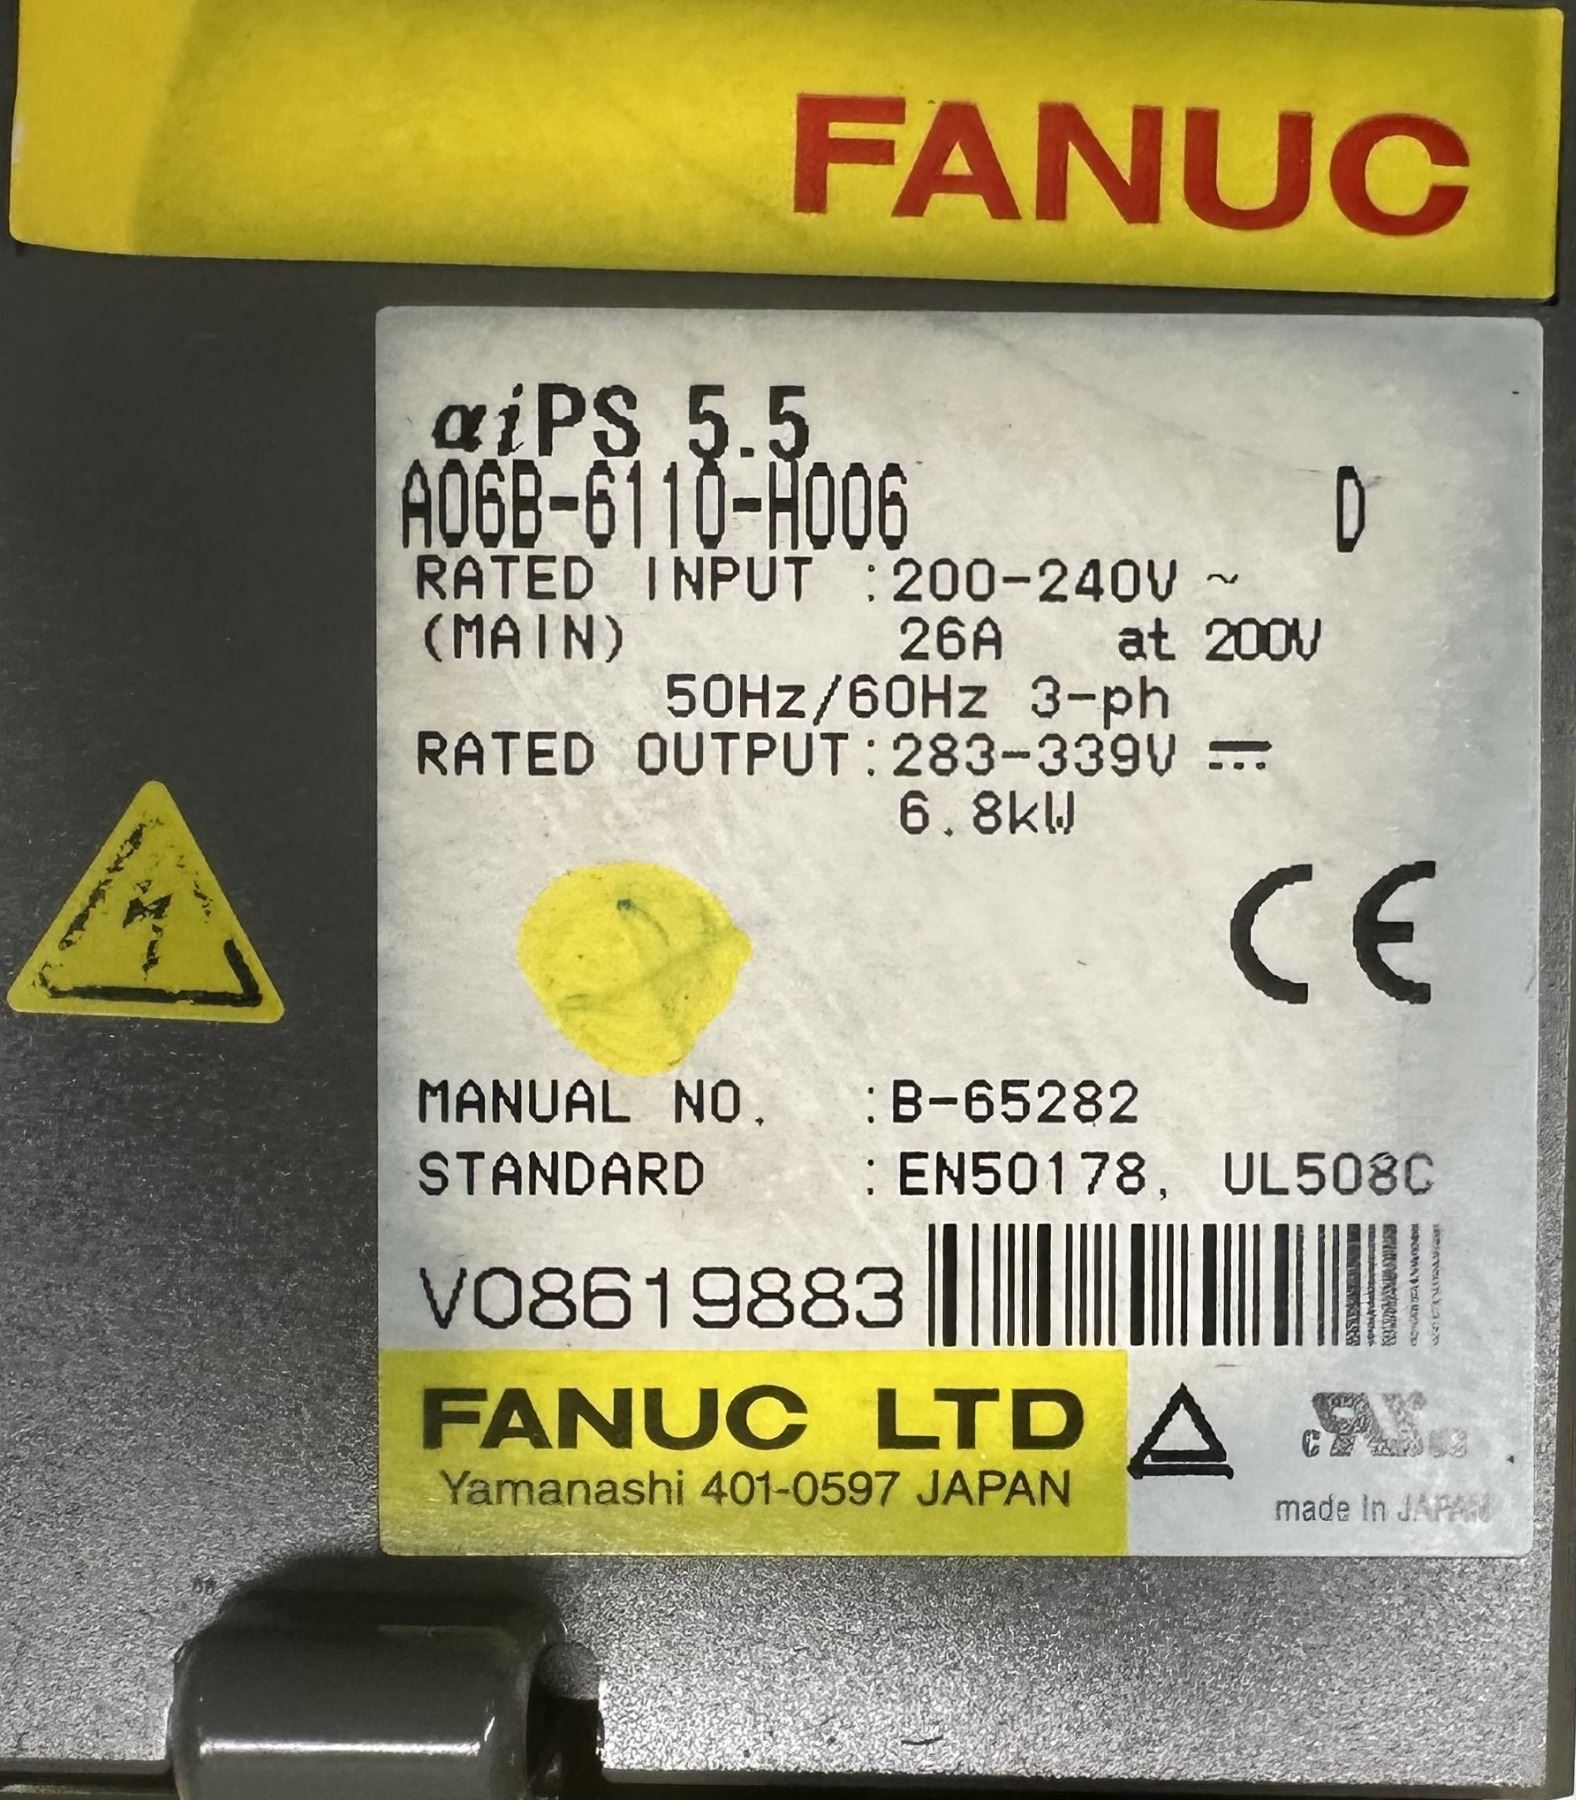 FANUC
αiPS 5.5
A06B-6110-H006 D
RATED INPUT :200-240V ~
(MAIN) 26A at 200V
50Hz/60Hz 3-ph
RATED OUTPUT:283-339V ⎓
6.8kW
CE
MANUAL NO. :B-65282
STANDARD :EN50178, UL508C
V08619883
FANUC LTD
Yamanashi 401-0597 JAPAN
made in JAPAN